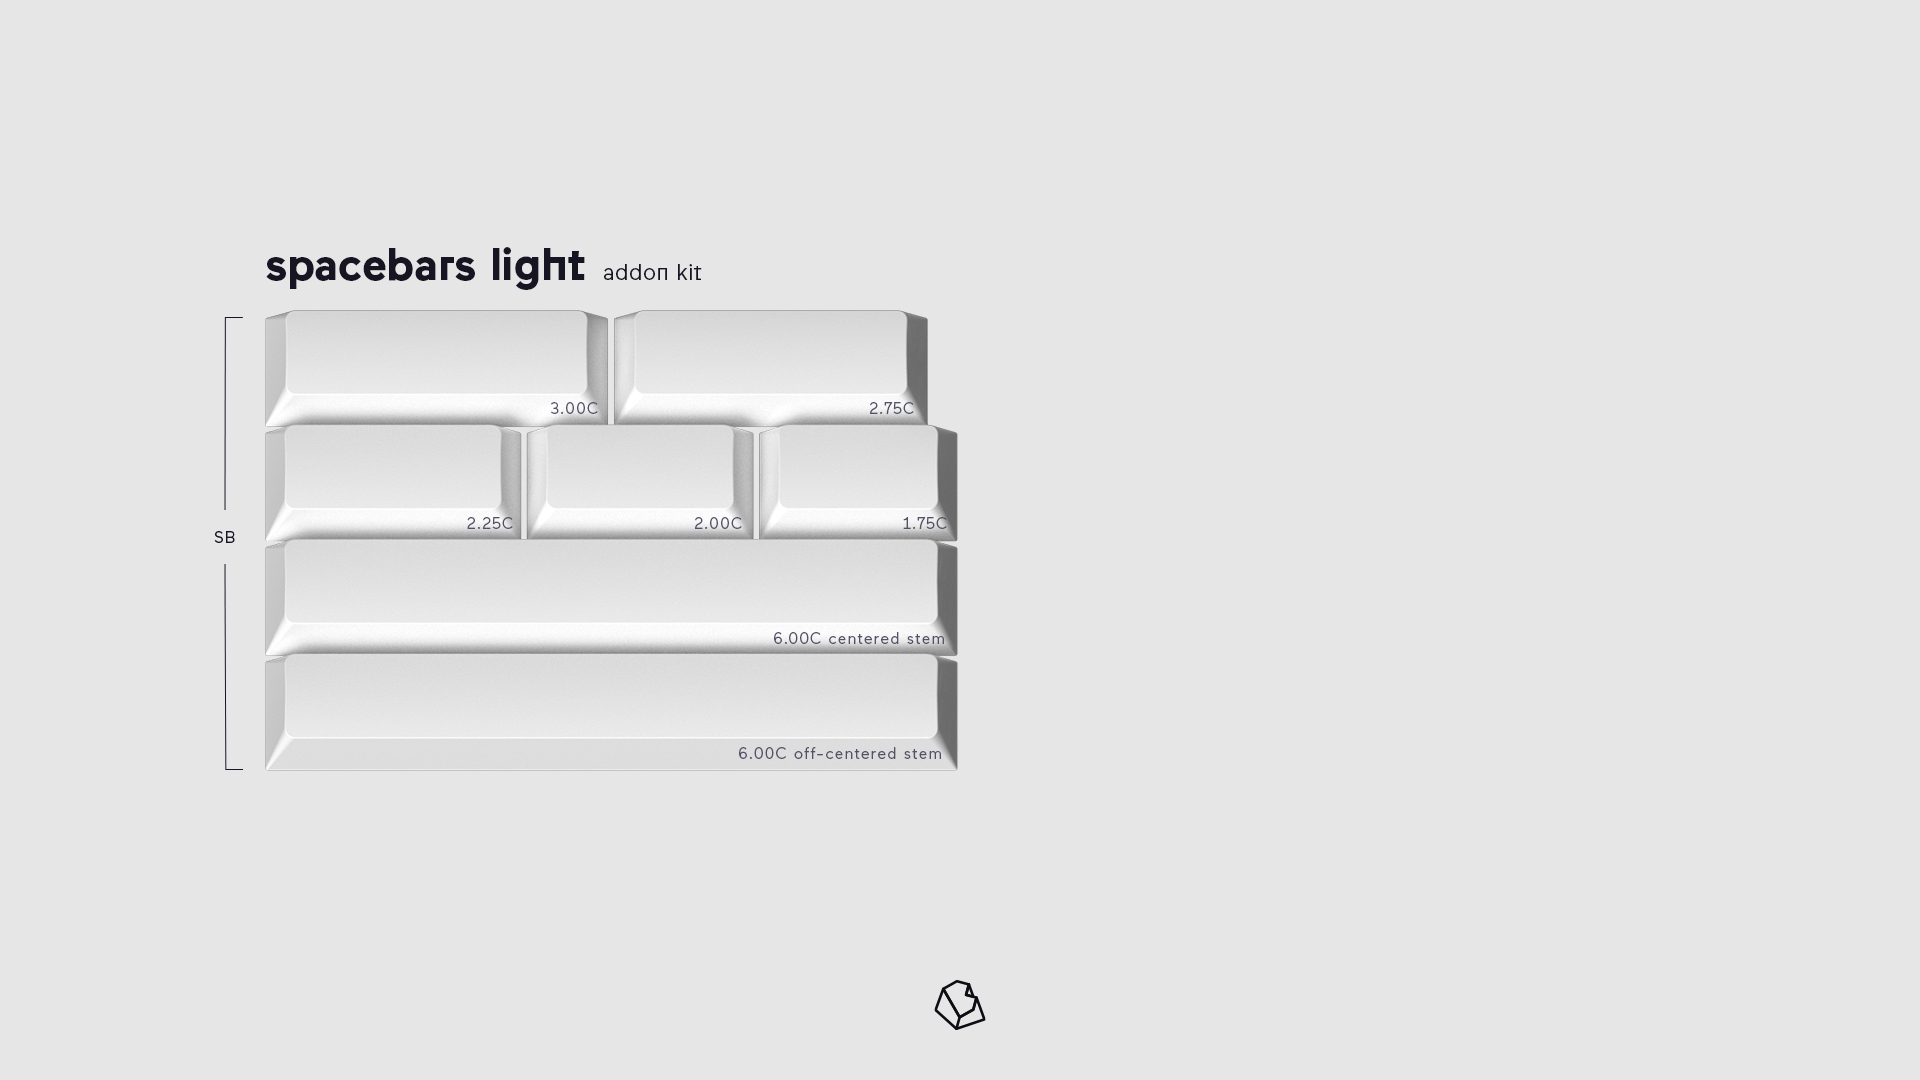 spacebars light addon kit
3.00C 2.75C
2.25C 2.00C 1.75C
SB
6.00C centered stem
6.00C off-centered stem